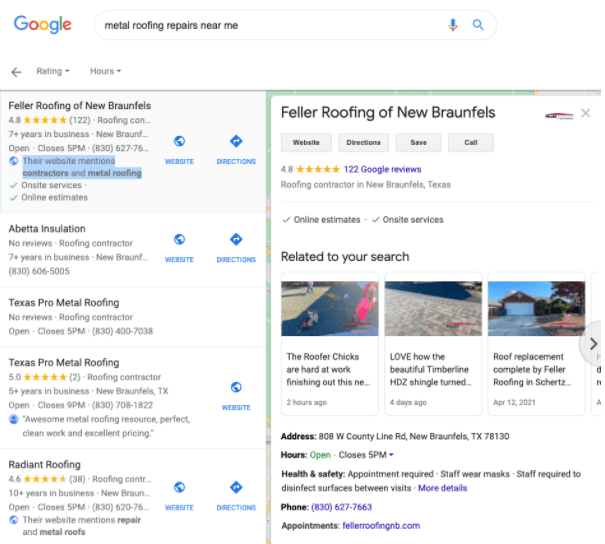 Google
metal roofing repairs near me
Rating
Hours
Feller Roofing of New Braunfels
4.8 ★★★★★ (122) · Roofing con...
7+ years in business · New Braunf...
Open · Closes 5PM · (830) 627-76...
Their website mentions
contractors and metal roofing
✓ Onsite services ·
✓ Online estimates
WEBSITE
DIRECTIONS
Abetta Insulation
No reviews · Roofing contractor
7+ years in business · New Braunf...
(830) 606-5005
WEBSITE
DIRECTIONS
Texas Pro Metal Roofing
No reviews · Roofing contractor
Open · Closes 5PM · (830) 400-7038
Texas Pro Metal Roofing
5.0 ★★★★★ (2) · Roofing contractor
5+ years in business · New Braunfels, TX
Open · Closes 9PM · (830) 708-1822
"Awesome metal roofing resource, perfect,
clean work and excellent pricing."
WEBSITE
Radiant Roofing
4.6 ★★★★★ (38) · Roofing contr...
10+ years in business · New Braun...
Open · Closes 5PM · (830) 620-76...
Their website mentions repair
and metal roofs
WEBSITE
DIRECTIONS
Feller Roofing of New Braunfels
Website
Directions
Save
Call
4.8 ★★★★★ 122 Google reviews
Roofing contractor in New Braunfels, Texas
✓ Online estimates · ✓ Onsite services
Related to your search
The Roofer Chicks
are hard at work
finishing out this ne...
2 hours ago
LOVE how the
beautiful Timberline
HDZ shingle turned...
4 days ago
Roof replacement
complete by Feller
Roofing in Schertz...
Apr 12, 2021
Address: 808 W County Line Rd, New Braunfels, TX 78130
Hours: Open · Closes 5PM
Health & safety: Appointment required · Staff wear masks · Staff required to
disinfect surfaces between visits · More details
Phone: (830) 627-7663
Appointments: fellerroofingnb.com